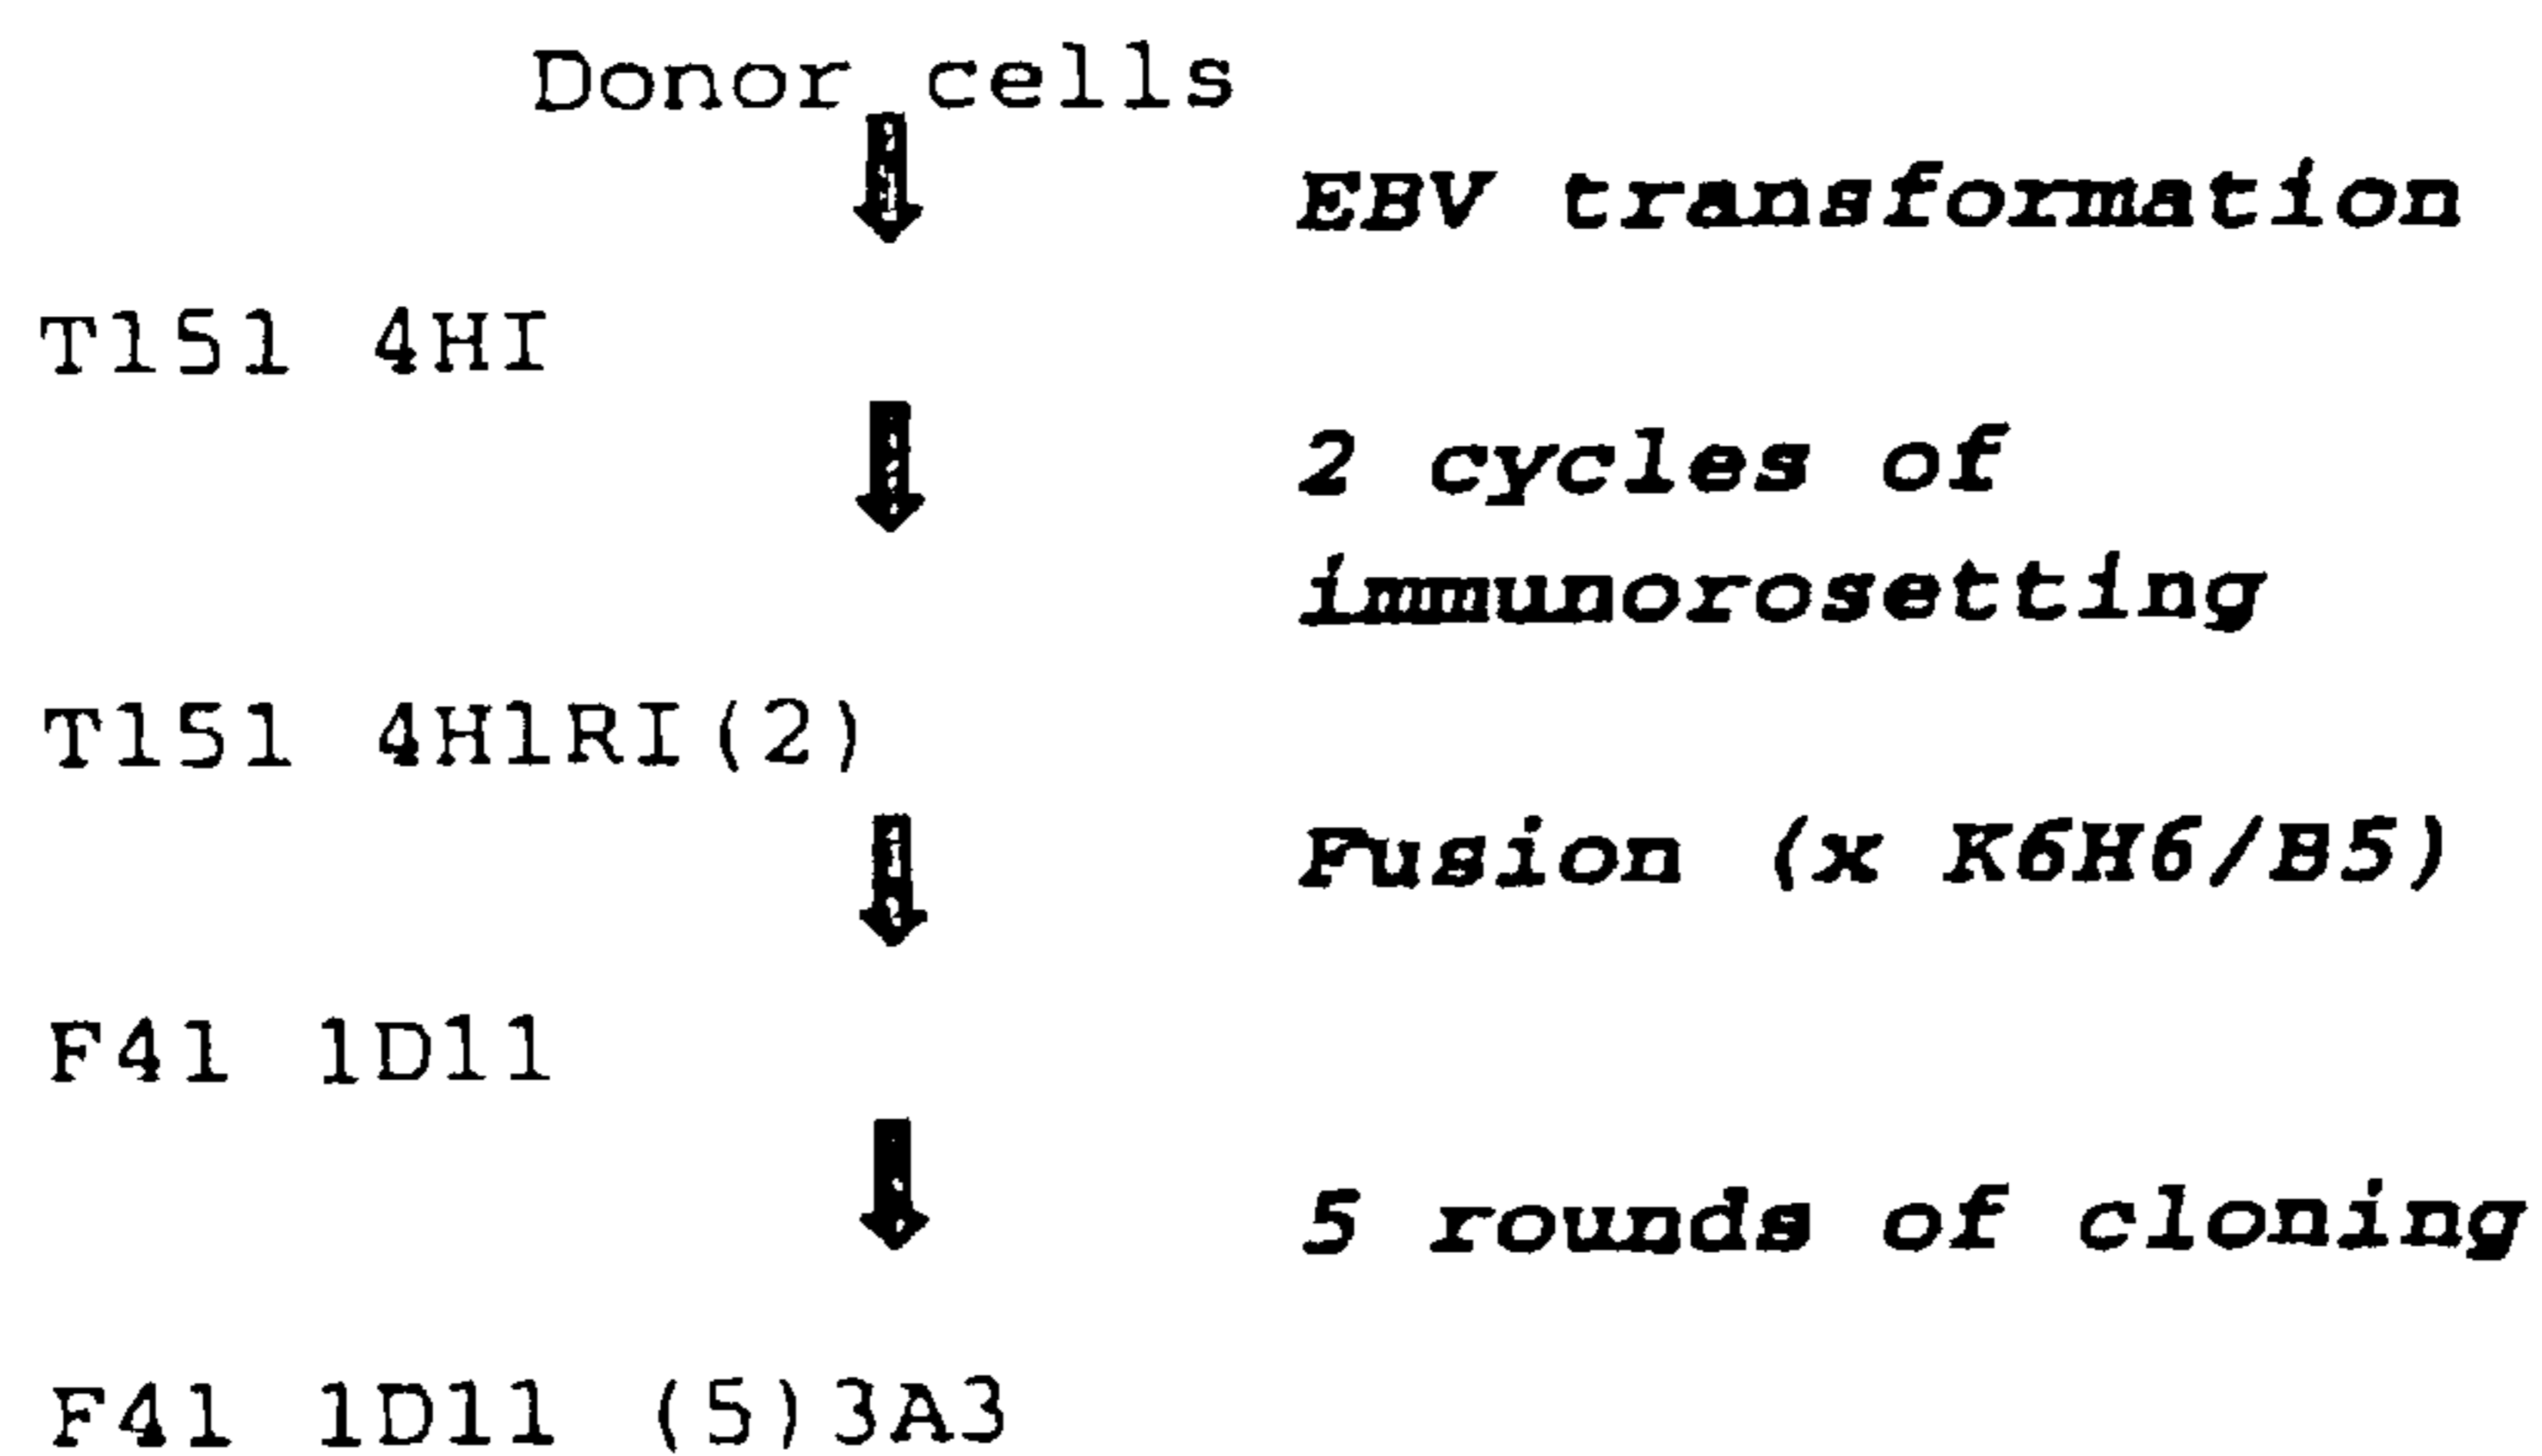 Donor cells
EBV transformation
T151 4HI
2 cycles of
immunorosetting
T151 4H1RI(2)
Fusion (x K6H6/B5)
F41 1D11
5 rounds of cloning
F41 1D11 (5)3A3